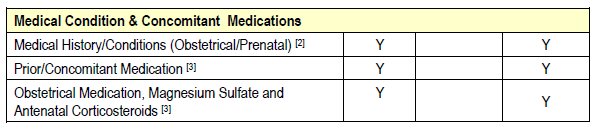 Medical Condition & Concomitant Medications
Medical History/Conditions (Obstetrical/Prenatal) [2] Y Y
Prior/Concomitant Medication [3] Y Y
Obstetrical Medication, Magnesium Sulfate and Y
Antenatal Corticosteroids [3] Y